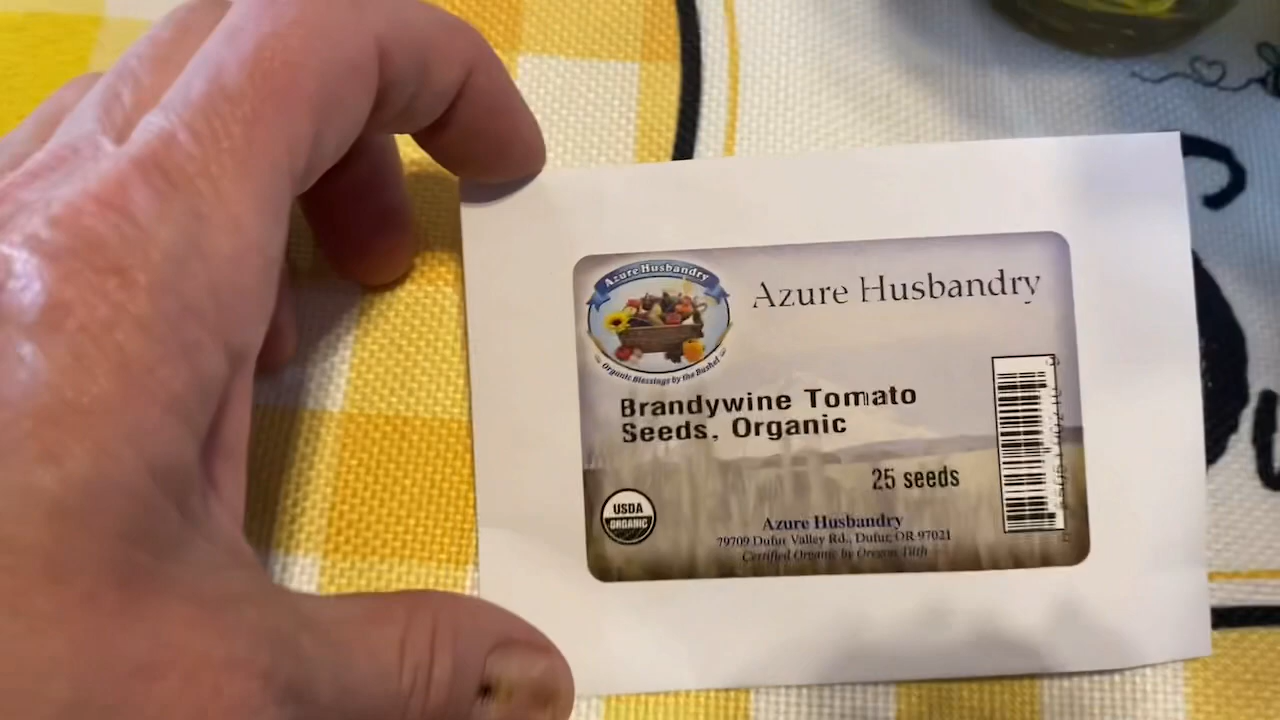 Azure Husbandry
Organic Blessings by the Bushel
Azure Husbandry
Brandywine Tomato
Seeds, Organic
25 seeds
USDA
ORGANIC
Azure Husbandry
79709 Dufur Valley Rd., Dufur, OR 97021
Certified Organic by Oregon Tilth